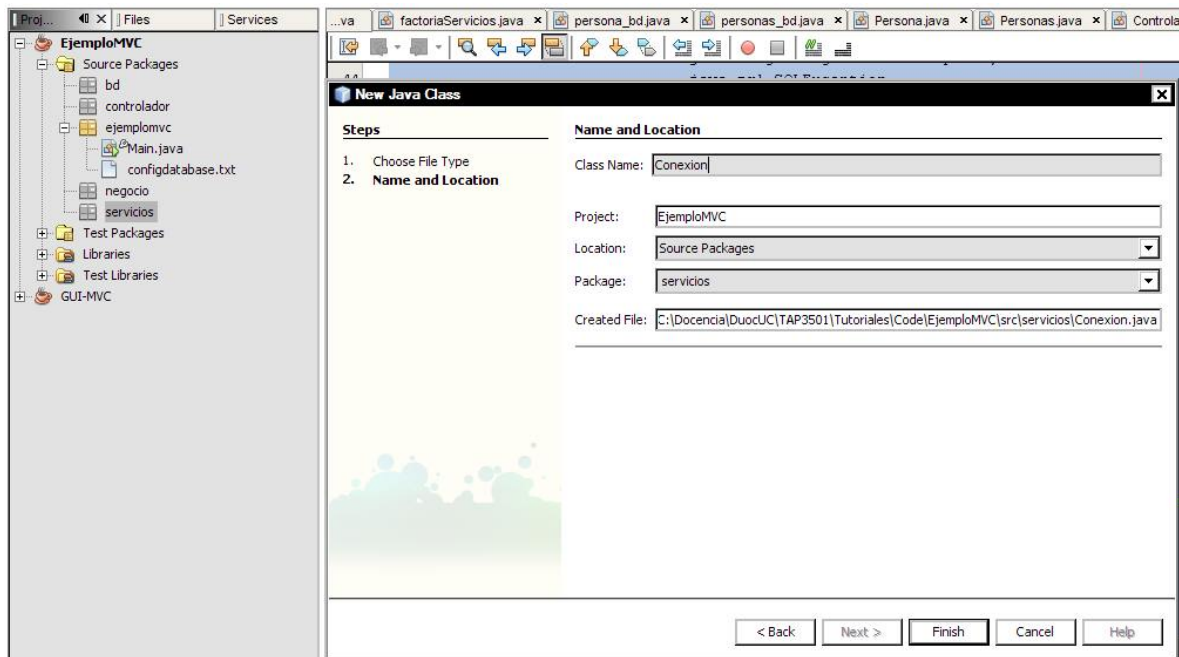 Proj...
Files
Services
EjemploMVC
Source Packages
bd
controlador
ejemplomvc
Main.java
configdatabase.txt
negocio
servicios
Test Packages
Libraries
Test Libraries
GUI-MVC
...va
factoriaServicios.java
persona_bd.java
personas_bd.java
Persona.java
Personas.java
Controla
New Java Class
Steps
1. Choose File Type
2. Name and Location
Name and Location
Class Name: Conexion
Project: EjemploMVC
Location: Source Packages
Package: servicios
Created File: C:\Docencia\DuocUC\TAP3501\Tutoriales\Code\EjemploMVC\src\servicios\Conexion.java
< Back
Next >
Finish
Cancel
Help